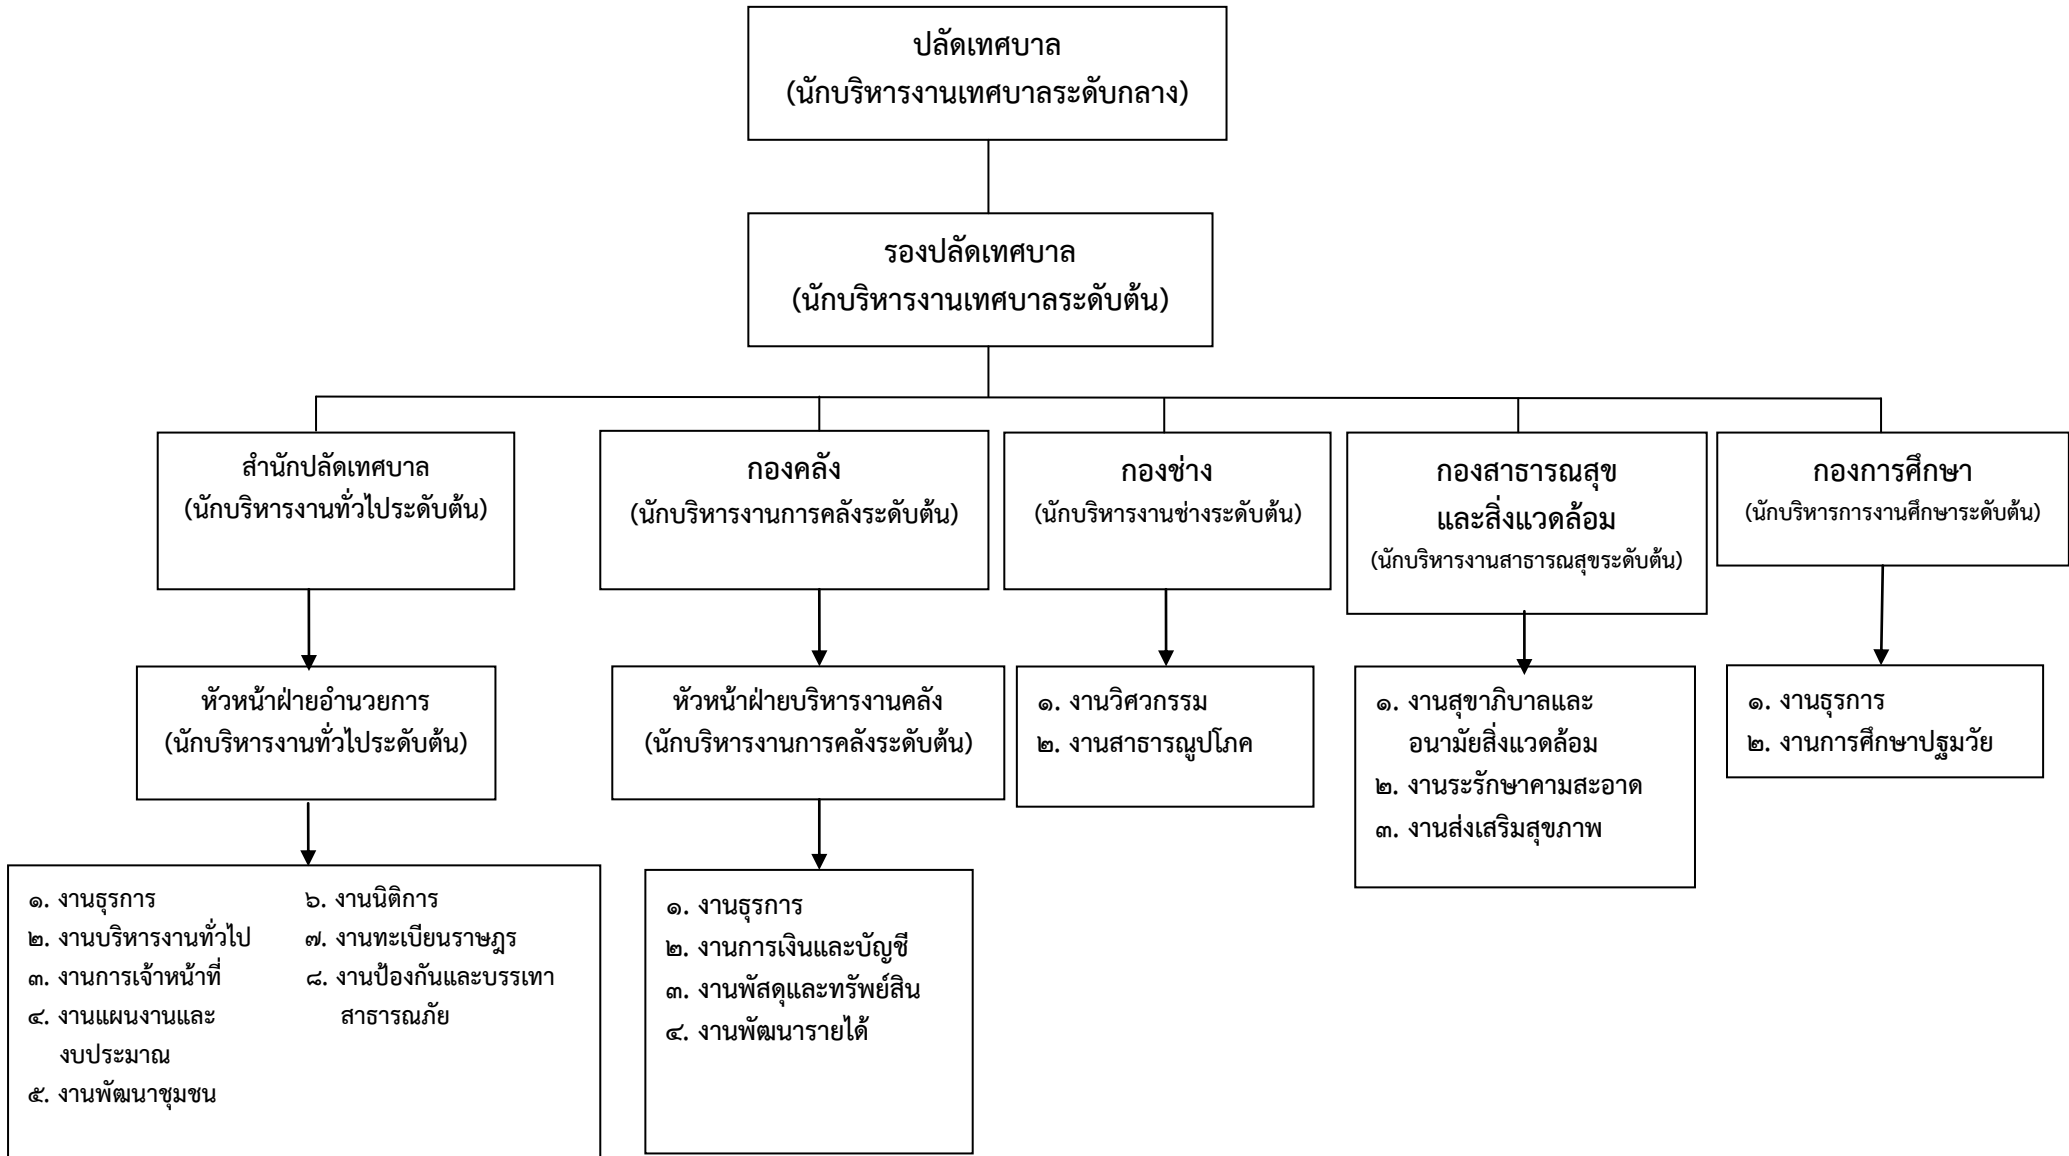 ปลัดเทศบาล
(นักบริหารงานเทศบาลระดับกลาง)
รองปลัดเทศบาล
(นักบริหารงานเทศบาลระดับต้น)
สำนักปลัดเทศบาล
(นักบริหารงานทั่วไประดับต้น)
กองคลัง
(นักบริหารงานการคลังระดับต้น)
กองช่าง
(นักบริหารงานช่างระดับต้น)
กองสาธารณสุข
และสิ่งแวดล้อม
(นักบริหารงานสาธารณสุขระดับต้น)
กองการศึกษา
(นักบริหารการงานศึกษาระดับต้น)
หัวหน้าฝ่ายอำนวยการ
(นักบริหารงานทั่วไประดับต้น)
หัวหน้าฝ่ายบริหารงานคลัง
(นักบริหารงานการคลังระดับต้น)
๑. งานวิศวกรรม
๒. งานสาธารณูปโภค
๑. งานสุขาภิบาลและ
อนามัยสิ่งแวดล้อม
๒. งานระรักษาคามสะอาด
๓. งานส่งเสริมสุขภาพ
๑. งานธุรการ
๒. งานการศึกษาปฐมวัย
๑. งานธุรการ
๒. งานบริหารงานทั่วไป
๓. งานการเจ้าหน้าที่
๔. งานแผนงานและ
งบประมาณ
๕. งานพัฒนาชุมชน
๖. งานนิติการ
๗. งานทะเบียนราษฎร
๘. งานป้องกันและบรรเทา
สาธารณภัย
๑. งานธุรการ
๒. งานการเงินและบัญชี
๓. งานพัสดุและทรัพย์สิน
๔. งานพัฒนารายได้